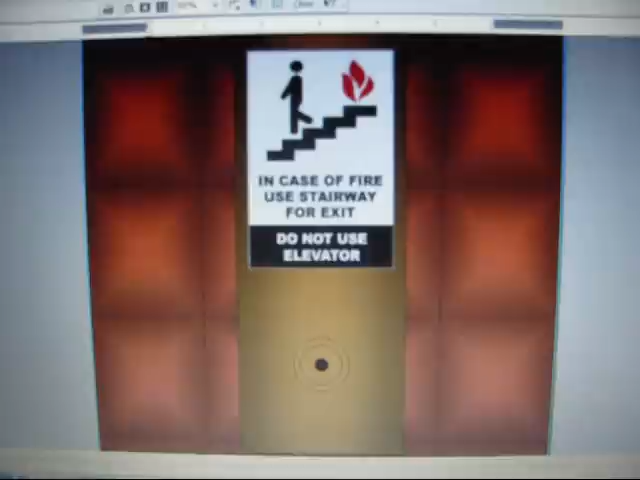 IN CASE OF FIRE
USE STAIRWAY
FOR EXIT
DO NOT USE
ELEVATOR